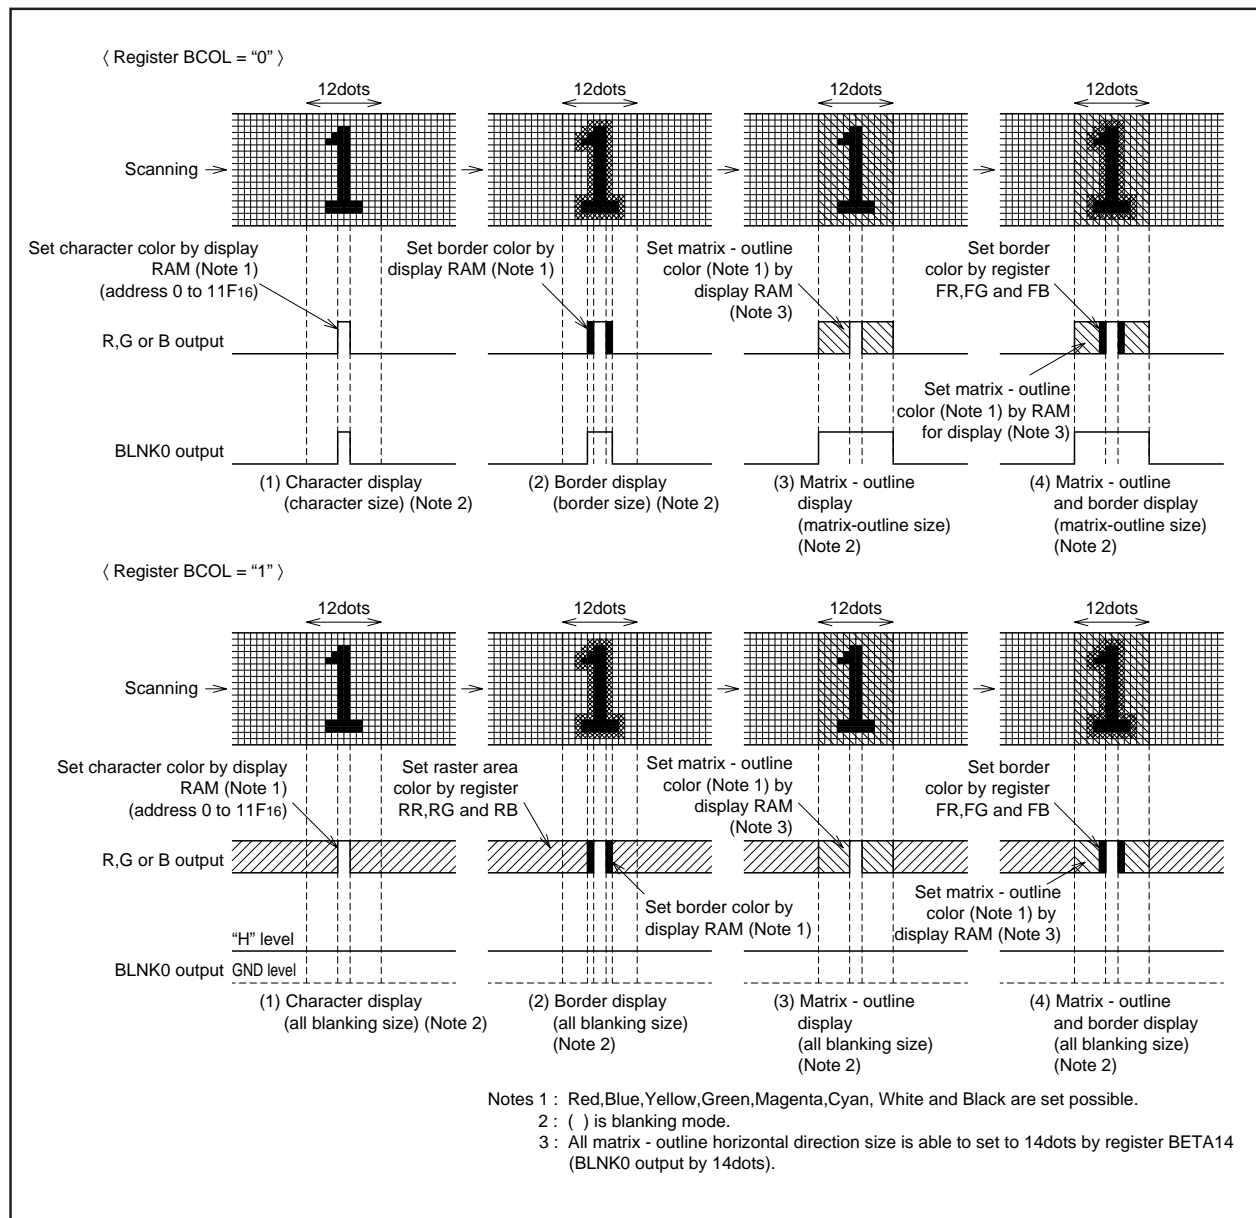 〈 Register BCOL = “0” 〉
12dots
12dots
12dots
12dots
Scanning
Set character color by display
RAM (Note 1)
(address 0 to 11F16)
Set border color by
display RAM (Note 1)
Set matrix - outline
color (Note 1) by
display RAM
(Note 3)
Set border
color by register
FR,FG and FB
R,G or B output
Set matrix - outline
color (Note 1) by RAM
for display (Note 3)
BLNK0 output
(1) Character display
(character size) (Note 2)
(2) Border display
(border size) (Note 2)
(3) Matrix - outline
display
(matrix-outline size)
(Note 2)
(4) Matrix - outline
and border display
(matrix-outline size)
(Note 2)
〈 Register BCOL = “1” 〉
12dots
12dots
12dots
12dots
Scanning
Set character color by display
RAM (Note 1)
(address 0 to 11F16)
Set raster area
color by register
RR,RG and RB
Set matrix - outline
color (Note 1) by
display RAM
(Note 3)
Set border
color by register
FR,FG and FB
R,G or B output
Set border color by
display RAM (Note 1)
Set matrix - outline
color (Note 1) by
display RAM (Note 3)
“H” level
BLNK0 output
GND level
(1) Character display
(all blanking size) (Note 2)
(2) Border display
(all blanking size)
(Note 2)
(3) Matrix - outline
display
(all blanking size)
(Note 2)
(4) Matrix - outline
and border display
(all blanking size)
(Note 2)
Notes 1 : Red,Blue,Yellow,Green,Magenta,Cyan, White and Black are set possible.
2 : ( ) is blanking mode.
3 : All matrix - outline horizontal direction size is able to set to 14dots by register BETA14
(BLNK0 output by 14dots).